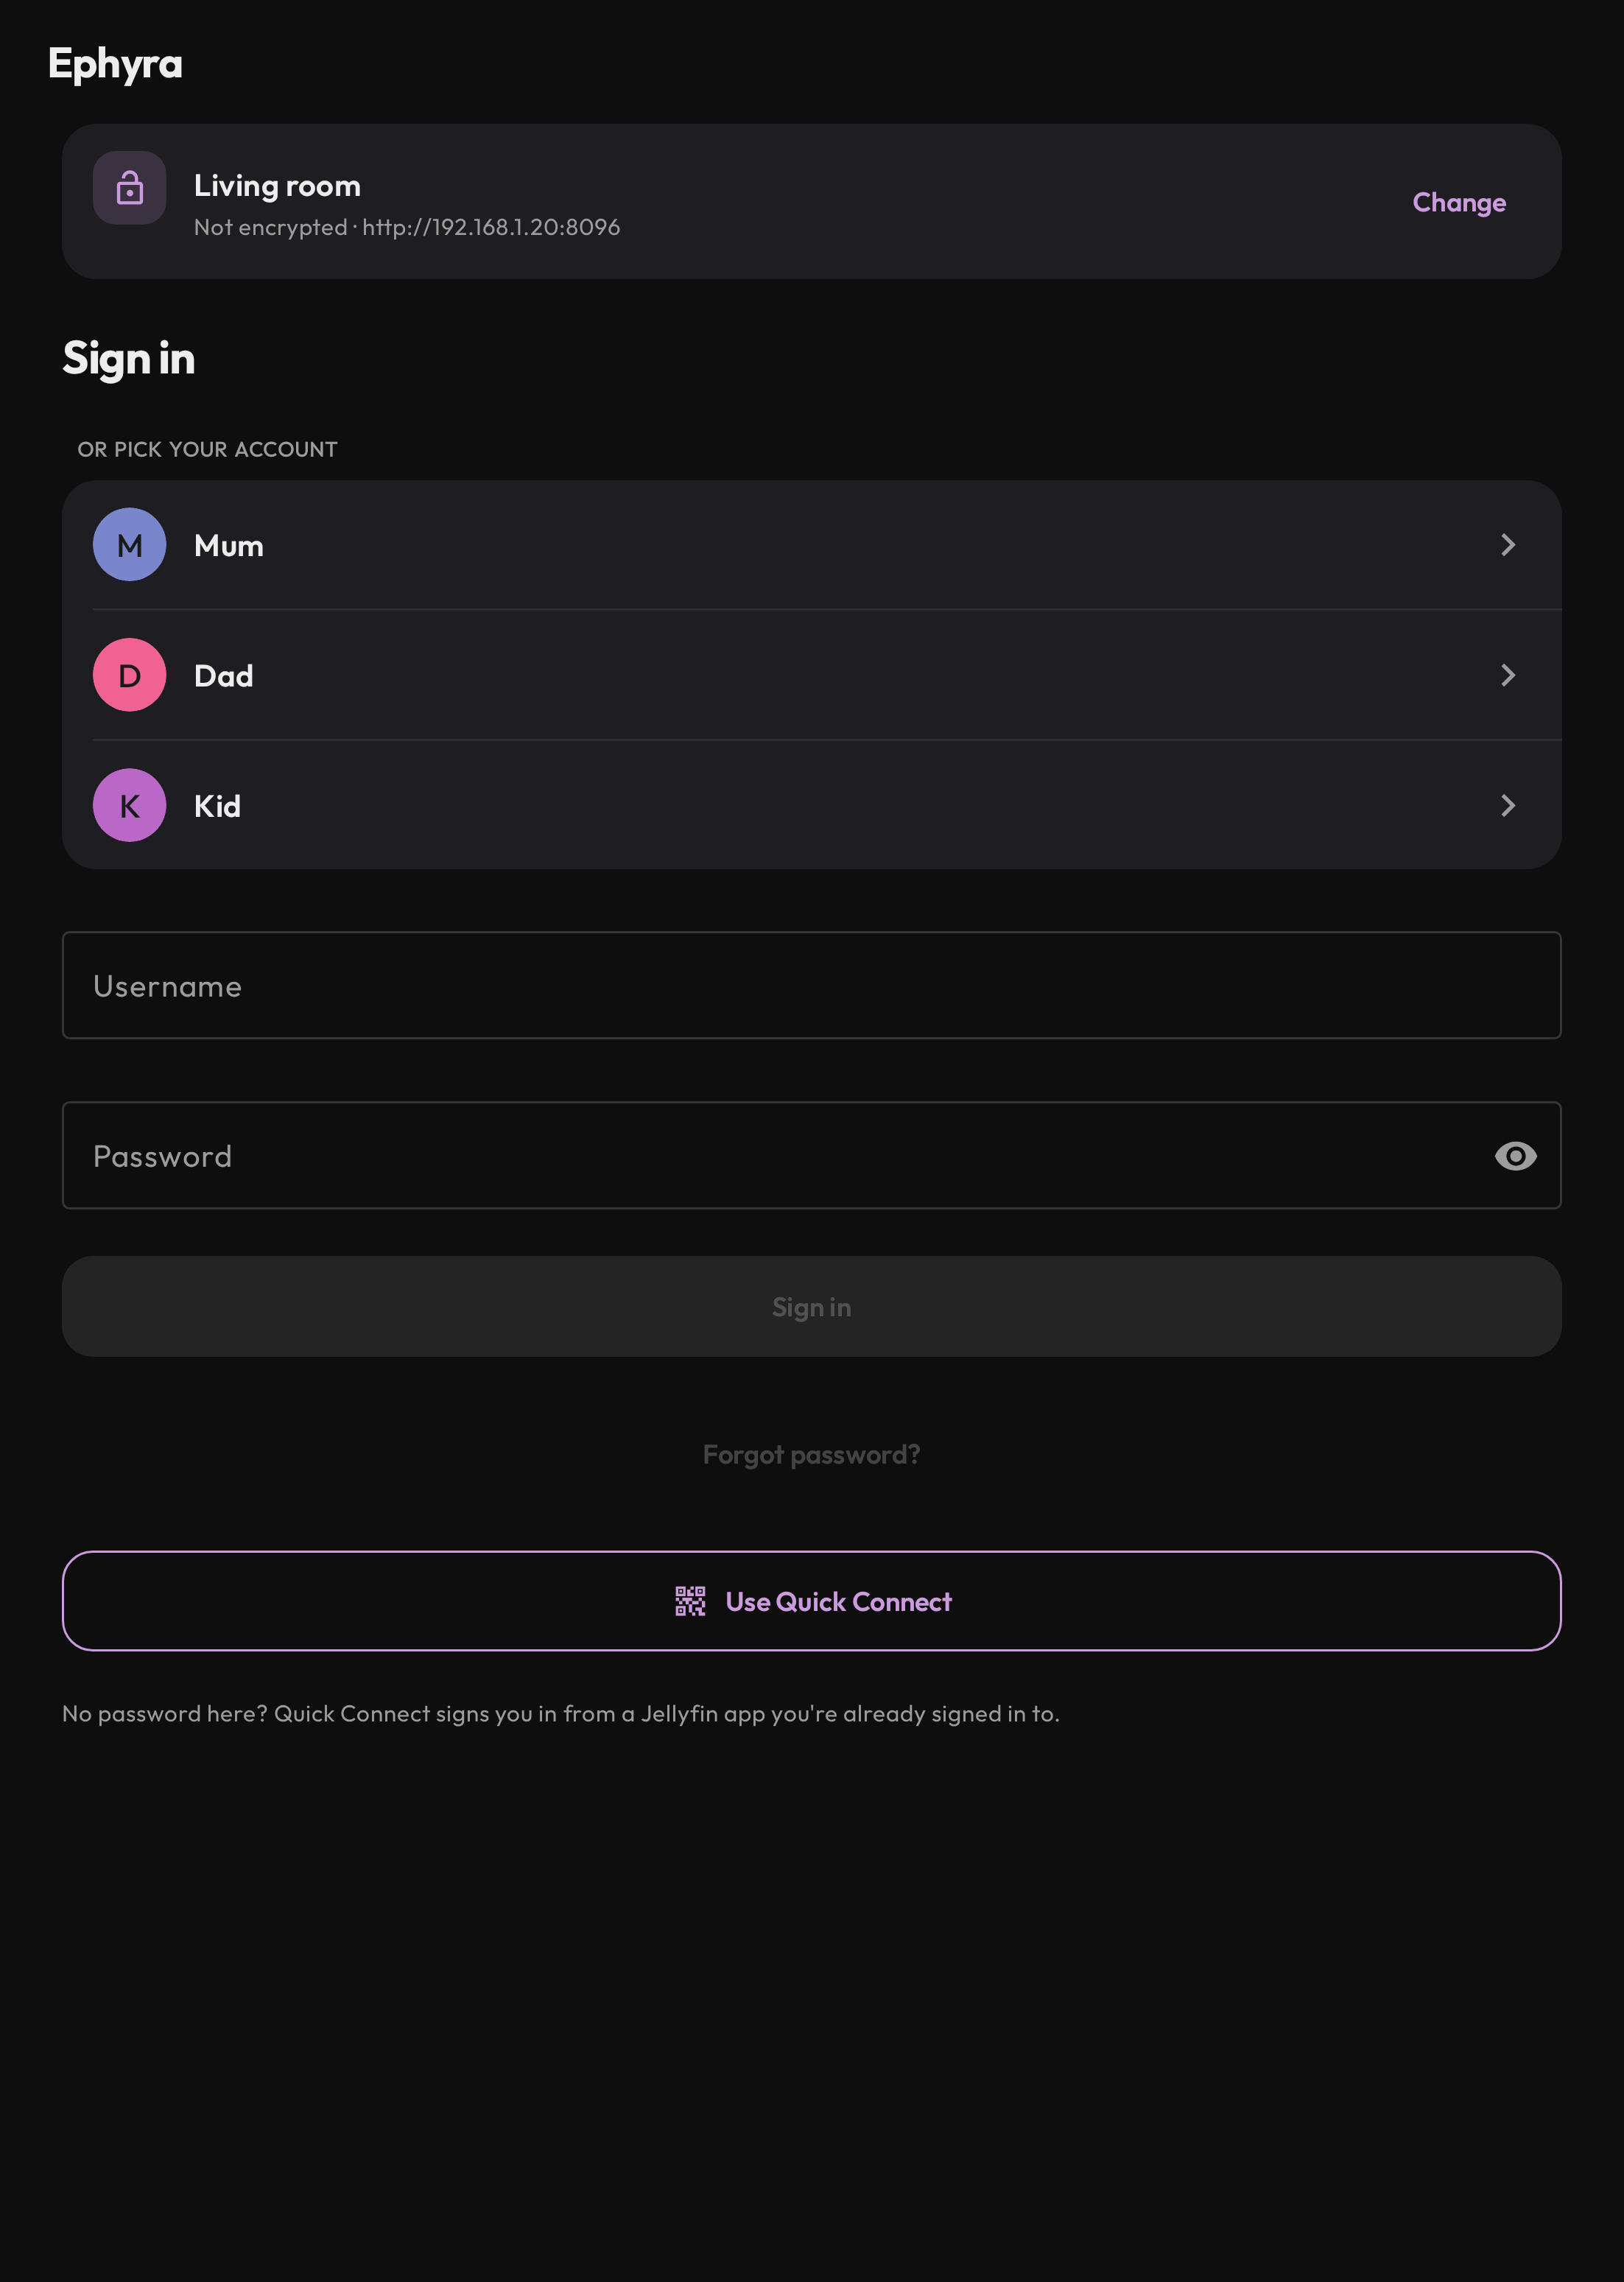 Ephyra
Living room
Not encrypted · http://192.168.1.20:8096
Change
Sign in
OR PICK YOUR ACCOUNT
M
Mum
D
Dad
K
Kid
Username
Password
Sign in
Forgot password?
Use Quick Connect
No password here? Quick Connect signs you in from a Jellyfin app you're already signed in to.